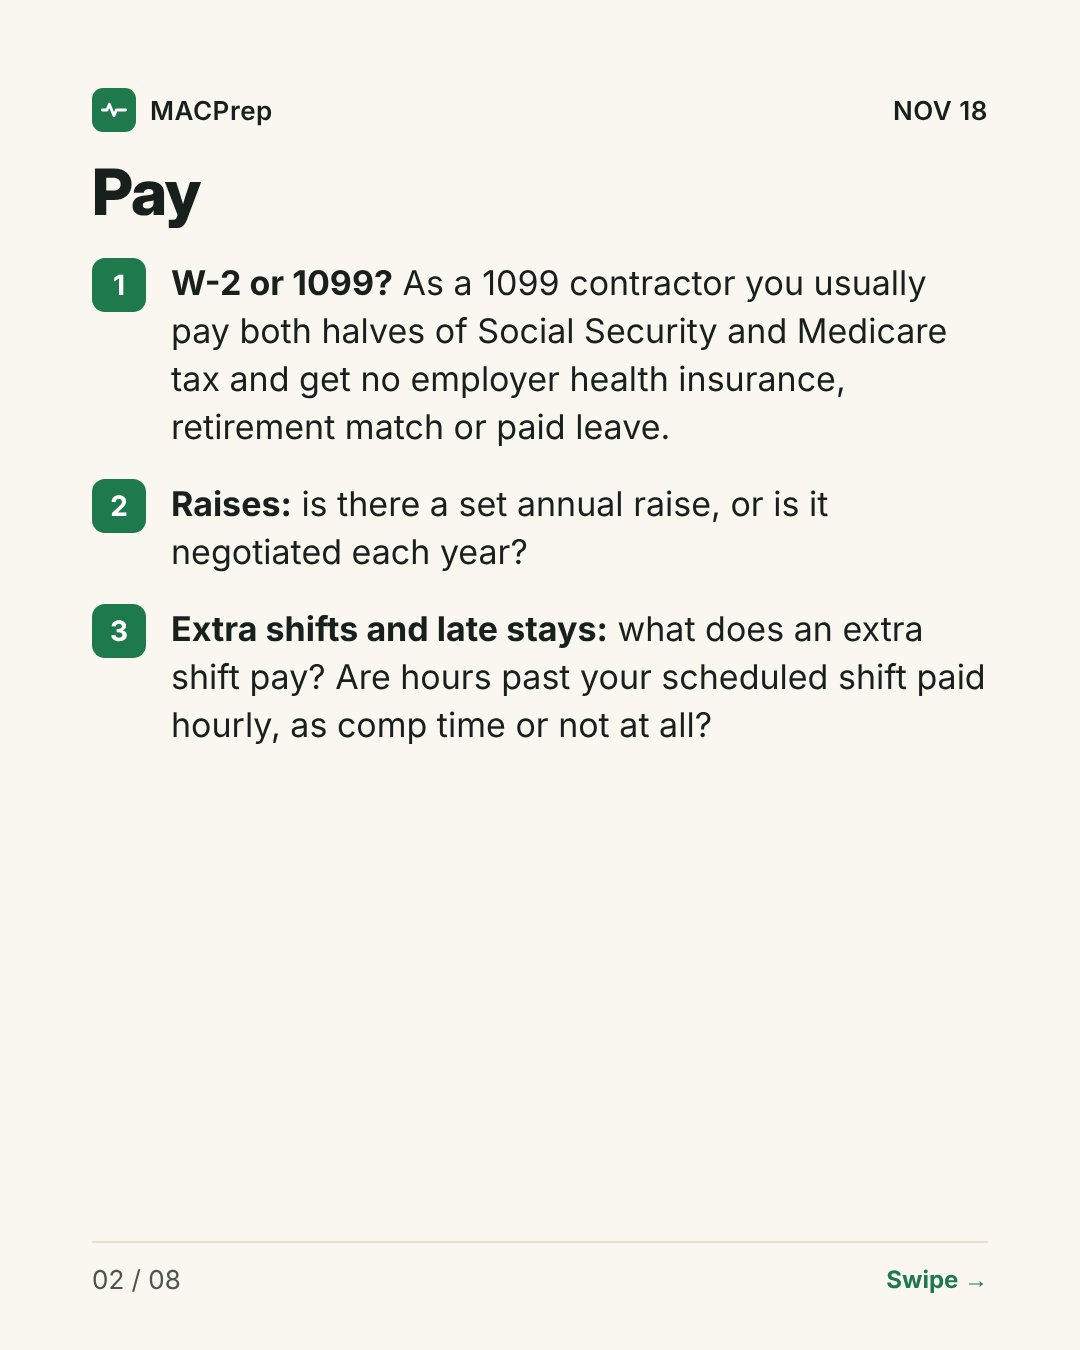 MACPrep
NOV 18
Pay
1
W-2 or 1099? As a 1099 contractor you usually
pay both halves of Social Security and Medicare
tax and get no employer health insurance,
retirement match or paid leave.
2
Raises: is there a set annual raise, or is it
negotiated each year?
3
Extra shifts and late stays: what does an extra
shift pay? Are hours past your scheduled shift paid
hourly, as comp time or not at all?
02 / 08
Swipe →